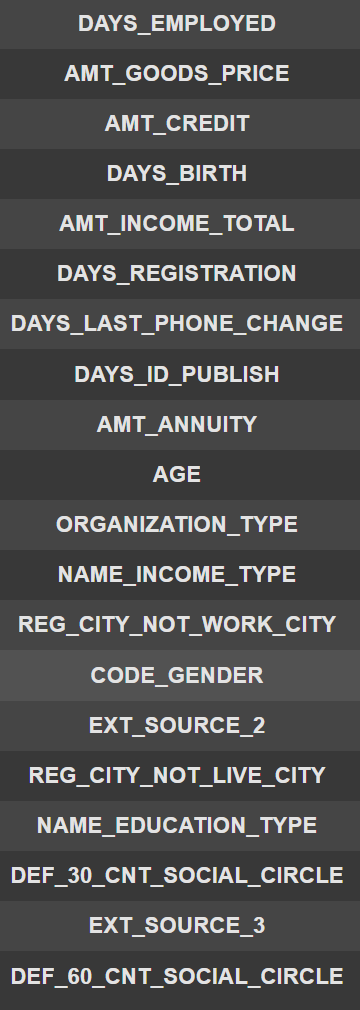 DAYS_EMPLOYED
AMT_GOODS_PRICE
AMT_CREDIT
DAYS_BIRTH
AMT_INCOME_TOTAL
DAYS_REGISTRATION
DAYS_LAST_PHONE_CHANGE
DAYS_ID_PUBLISH
AMT_ANNUITY
AGE
ORGANIZATION_TYPE
NAME_INCOME_TYPE
REG_CITY_NOT_WORK_CITY
CODE_GENDER
EXT_SOURCE_2
REG_CITY_NOT_LIVE_CITY
NAME_EDUCATION_TYPE
DEF_30_CNT_SOCIAL_CIRCLE
EXT_SOURCE_3
DEF_60_CNT_SOCIAL_CIRCLE